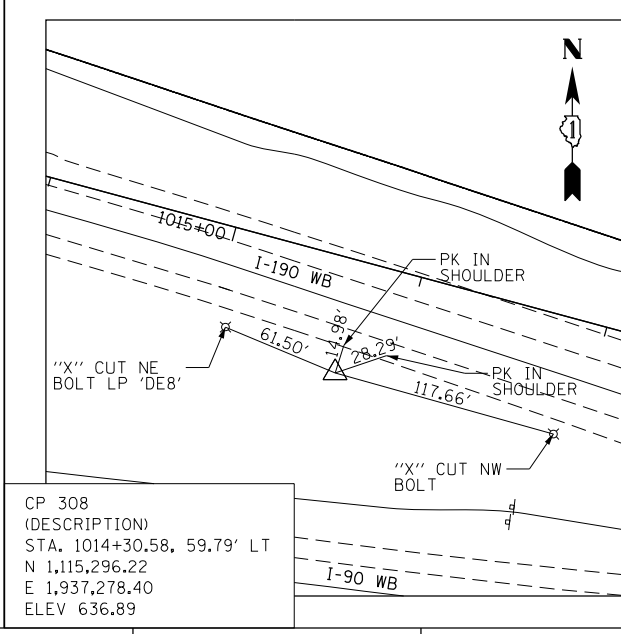 N
1
1015+00
I-190 WB
PK IN
SHOULDER
14.98'
28.29'
61.50'
"X" CUT NE
BOLT LP 'DE8'
PK IN
SHOULDER
117.66'
"X" CUT NW
BOLT
CP 308
(DESCRIPTION)
STA. 1014+30.58, 59.79' LT
N 1,115,296.22
E 1,937,278.40
ELEV 636.89
I-90 WB